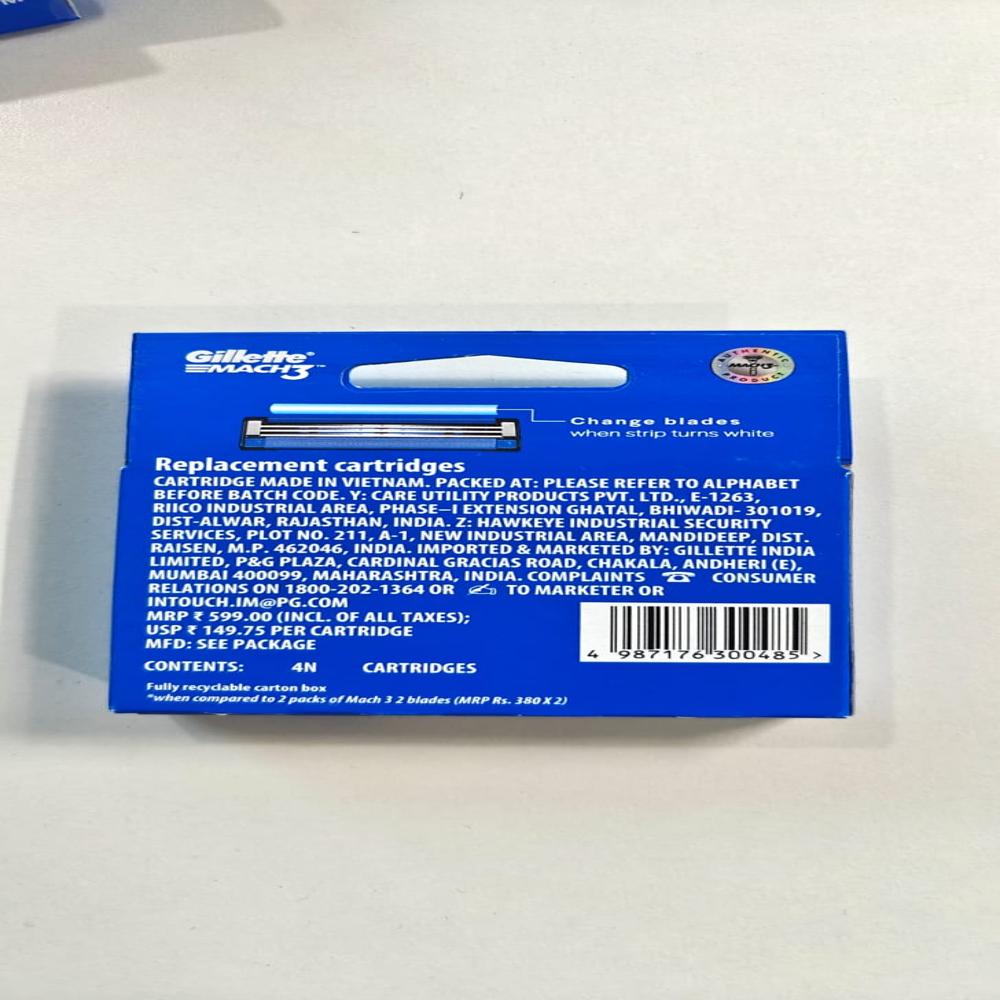 Gillette®
MACH3™
AUTHENTIC
MACH3
PRODUCT
Change blades
when strip turns white
Replacement cartridges
CARTRIDGE MADE IN VIETNAM. PACKED AT: PLEASE REFER TO ALPHABET
BEFORE BATCH CODE. Y: CARE UTILITY PRODUCTS PVT. LTD., E-1263,
RIICO INDUSTRIAL AREA, PHASE–I EXTENSION GHATAL, BHIWADI- 301019,
DIST-ALWAR, RAJASTHAN, INDIA. Z: HAWKEYE INDUSTRIAL SECURITY
SERVICES, PLOT NO. 211, A-1, NEW INDUSTRIAL AREA, MANDIDEEP, DIST.
RAISEN, M.P. 462046, INDIA. IMPORTED & MARKETED BY: GILLETTE INDIA
LIMITED, P&G PLAZA, CARDINAL GRACIAS ROAD, CHAKALA, ANDHERI (E),
MUMBAI 400099, MAHARASHTRA, INDIA. COMPLAINTS ☎ CONSUMER
RELATIONS ON 1800-202-1364 OR ✍ TO MARKETER OR
INTOUCH.IM@PG.COM
MRP ₹ 599.00 (INCL. OF ALL TAXES);
USP ₹ 149.75 PER CARTRIDGE
MFD: SEE PACKAGE
4 987176 300485 >
CONTENTS: 4N CARTRIDGES
Fully recyclable carton box
*when compared to 2 packs of Mach 3 2 blades (MRP Rs. 380 X 2)